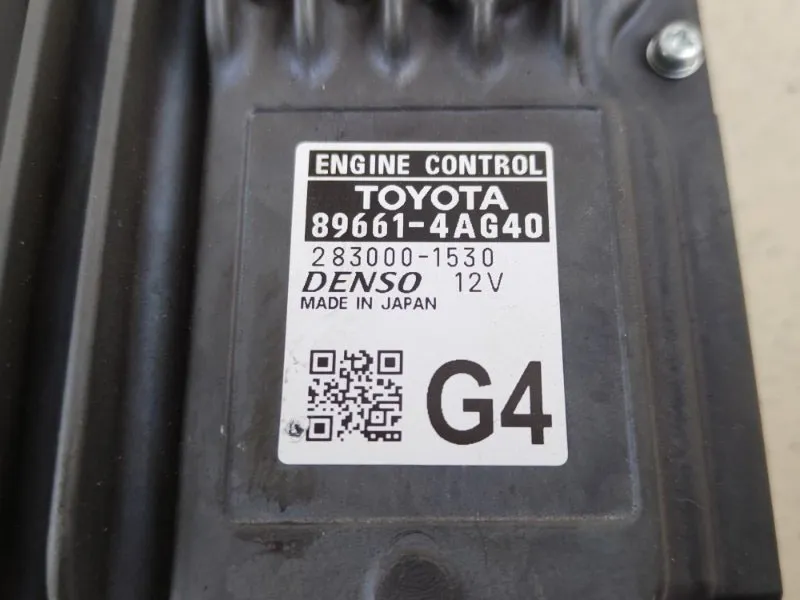 ENGINE CONTROL
TOYOTA
89661-4AG40
283000-1530
DENSO 12V
MADE IN JAPAN
G4